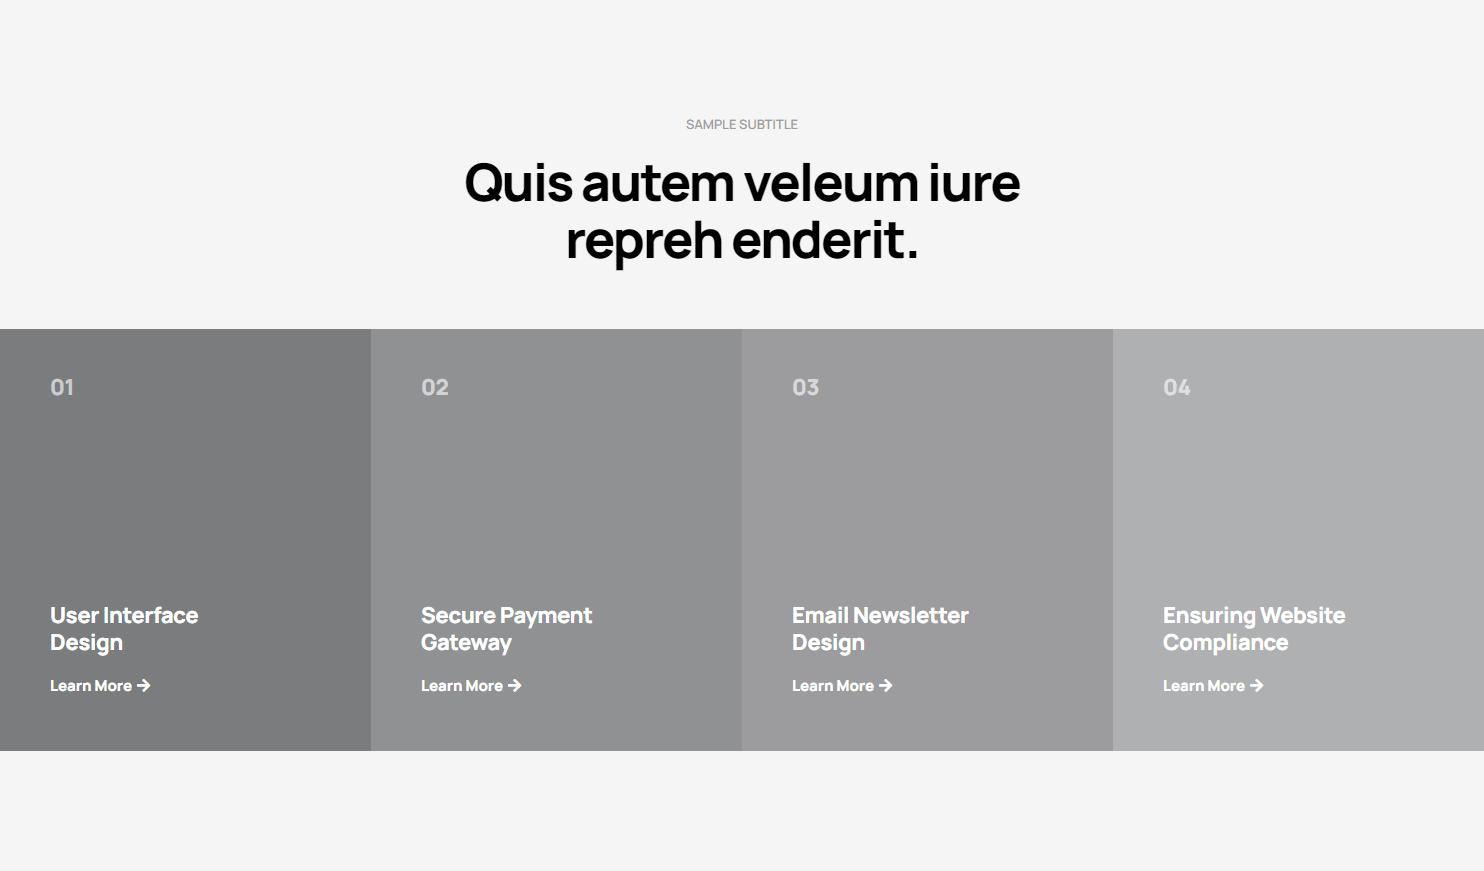 SAMPLE SUBTITLE
Quis autem veleum iure
repreh enderit.
01
User Interface
Design
Learn More →
02
Secure Payment
Gateway
Learn More →
03
Email Newsletter
Design
Learn More →
04
Ensuring Website
Compliance
Learn More →